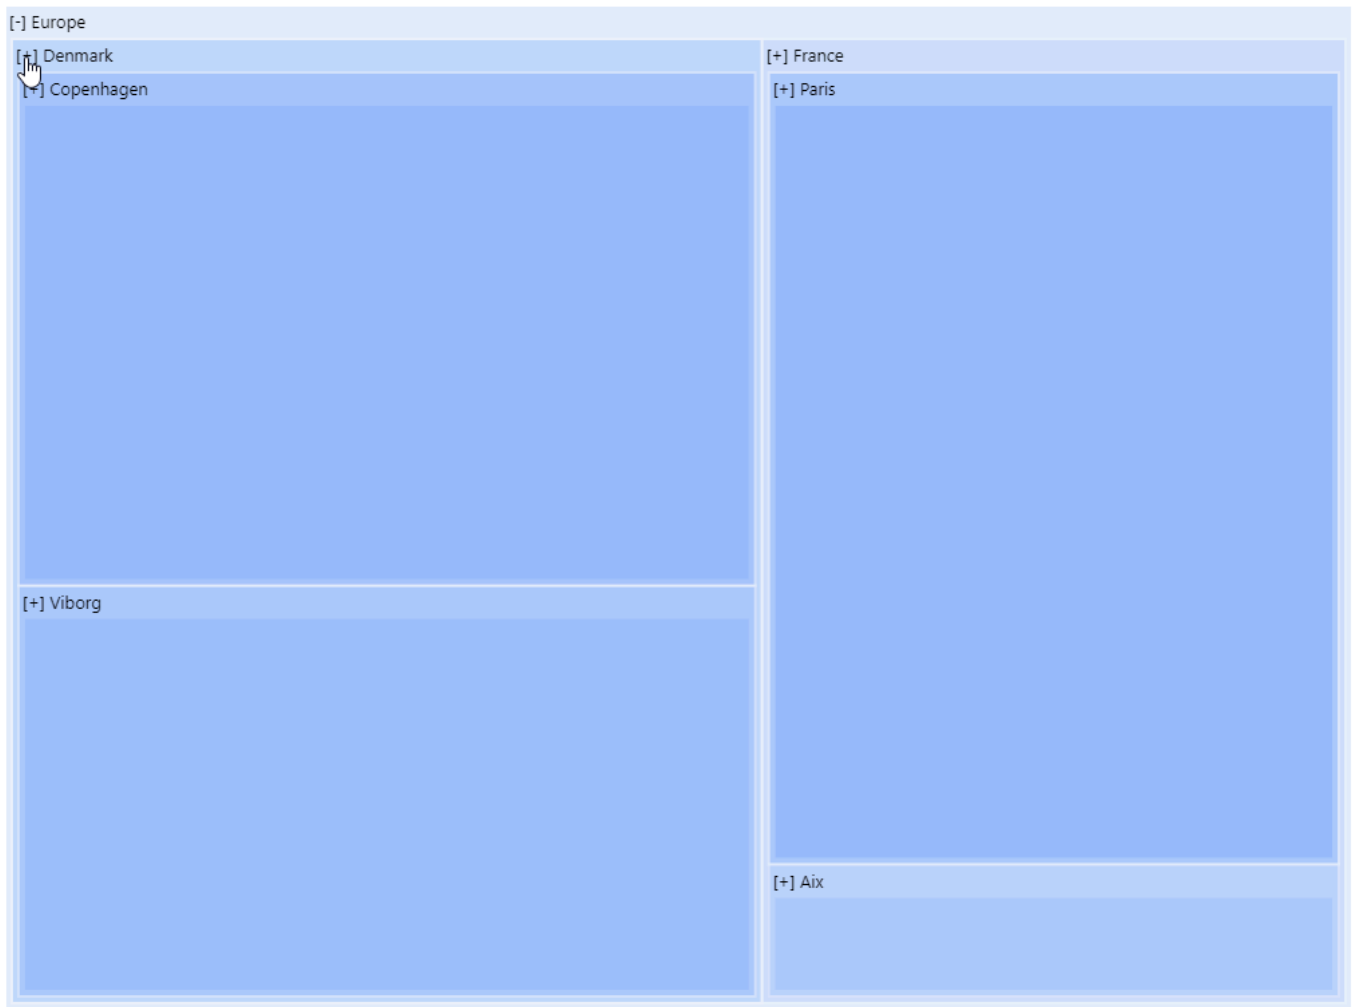 [-] Europe
[+] Denmark
[+] Copenhagen
[+] Viborg
[+] France
[+] Paris
[+] Aix